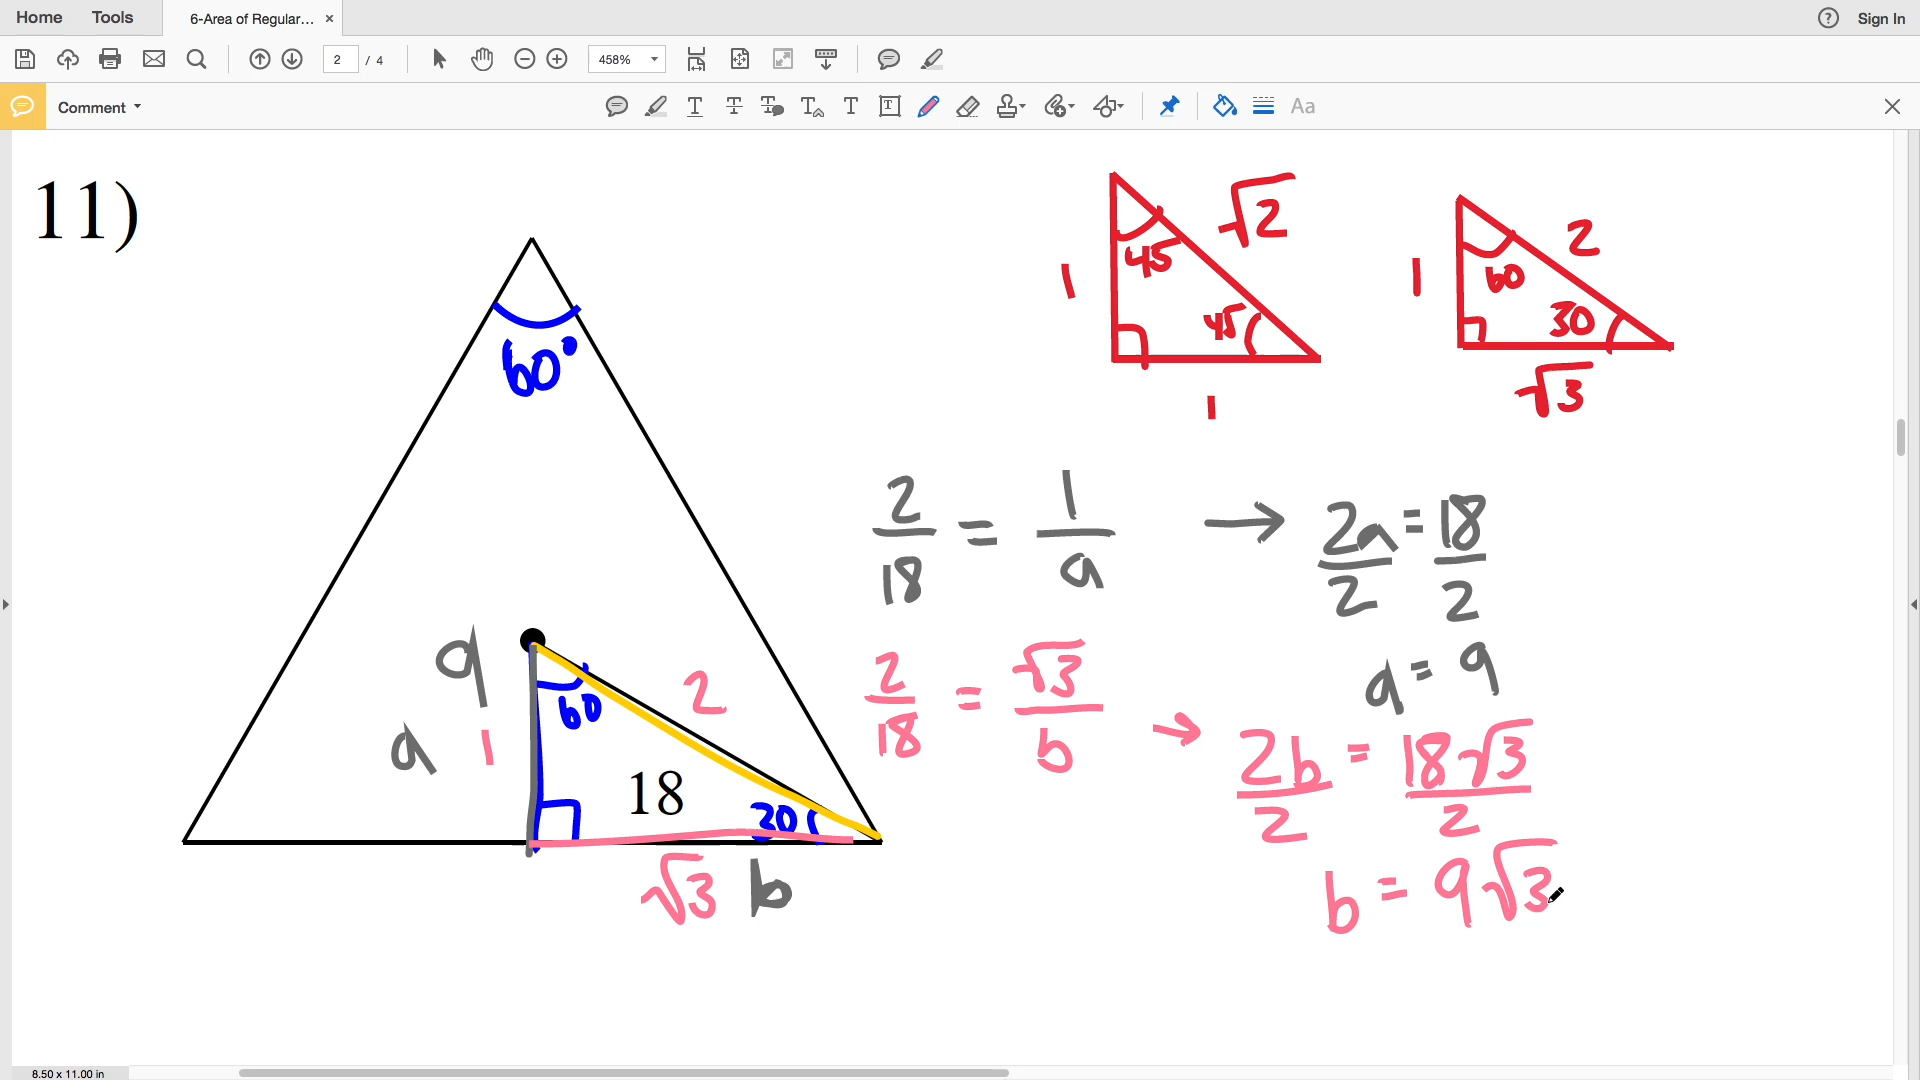 Home Tools 6-Area of Regular... × ? Sign In
2 / 4 458%
Comment T T T T T T Aa
11)
60°
45
45
√2
1
1
60
30
2
1
√3
2/18 = 1/a → 2a/2 = 18/2
a = 9
2/18 = √3/b → 2b/2 = 18√3/2
b = 9√3
9
a 1
60
2
18
30
√3 b
8.50 x 11.00 in